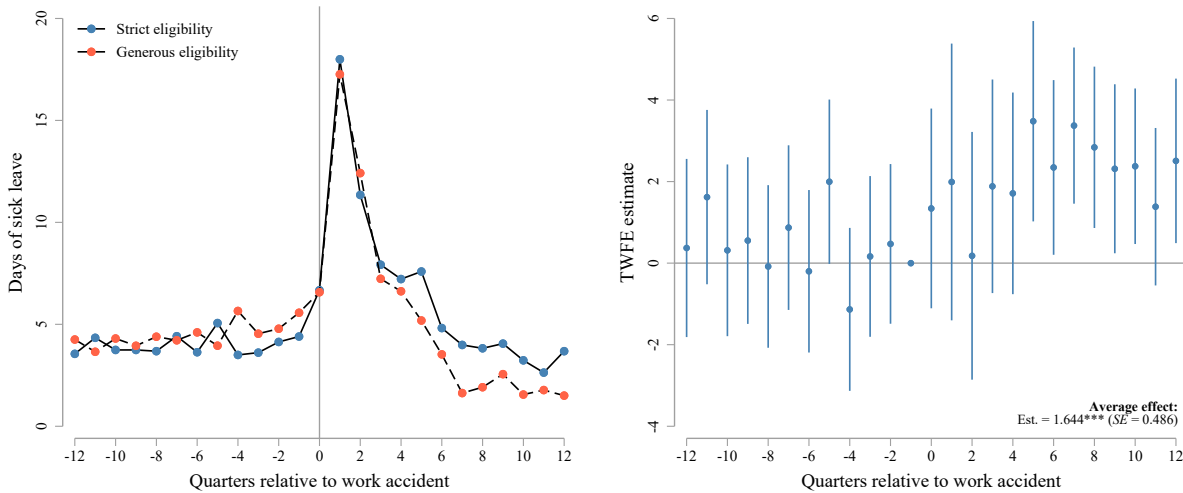 Strict eligibility
Generous eligibility
Days of sick leave
20
15
10
5
0
-12 -10 -8 -6 -4 -2 0 2 4 6 8 10 12
Quarters relative to work accident
TWFE estimate
6
4
2
0
-2
-4
Average effect:
Est. = 1.644*** (SE = 0.486)
-12 -10 -8 -6 -4 -2 0 2 4 6 8 10 12
Quarters relative to work accident